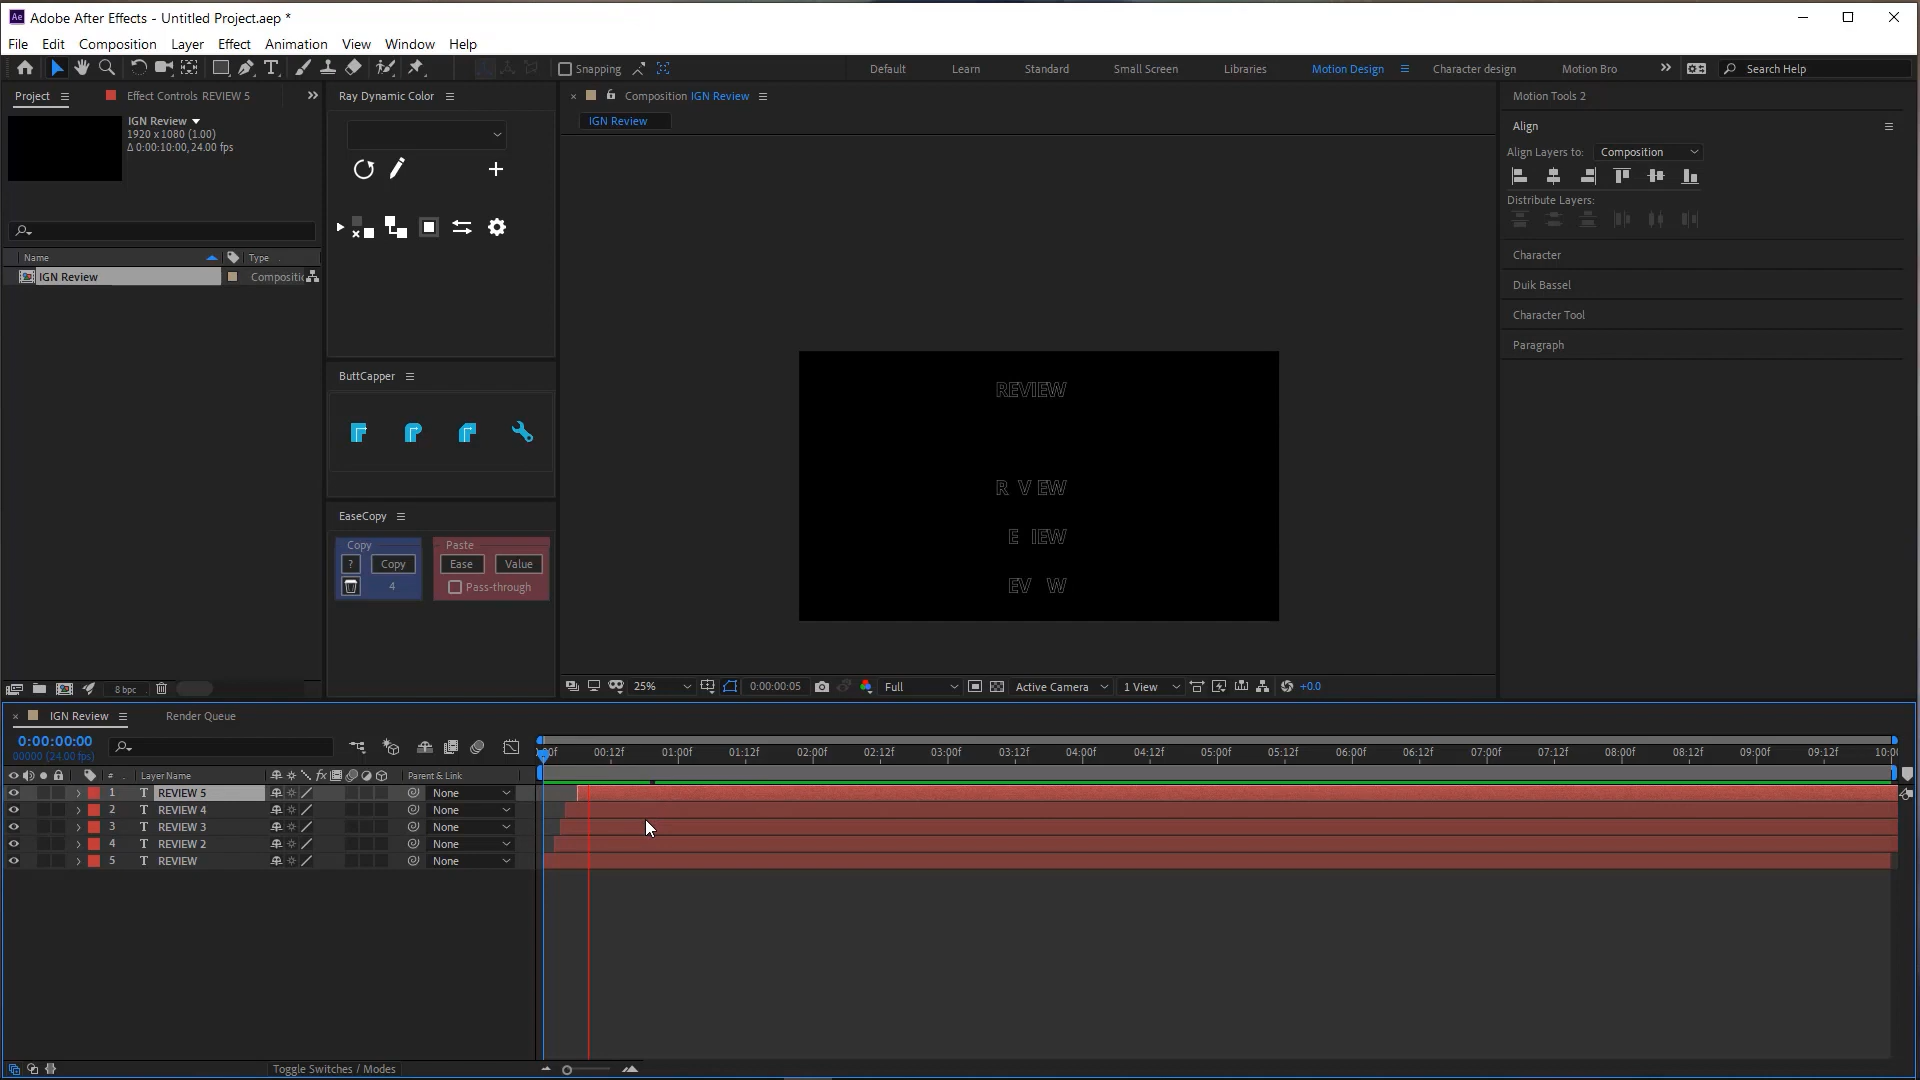 Ae Adobe After Effects - Untitled Project.aep *
File Edit Composition Layer Effect Animation View Window Help
Snapping Default Learn Standard Small Screen Libraries Motion Design Character design Motion Bro Search Help
Project Effect Controls REVIEW 5
IGN Review
1920 x 1080 (1.00)
Δ 0:00:10:00, 24.00 fps
Name Type
IGN Review Compositi
8 bpc
Ray Dynamic Color
ButtCapper
EaseCopy
Copy Paste
? Copy Ease Value
4 Pass-through
Composition IGN Review
IGN Review
REVIEW
R V EW
E IEW
EV W
25% 0:00:00:05 Full Active Camera 1 View +0.0
Motion Tools 2
Align
Align Layers to: Composition
Distribute Layers:
Character
Duik Bassel
Character Tool
Paragraph
IGN Review Render Queue
0:00:00:00
00000 (24.00 fps)
00f 00:12f 01:00f 01:12f 02:00f 02:12f 03:00f 03:12f 04:00f 04:12f 05:00f 05:12f 06:00f 06:12f 07:00f 07:12f 08:00f 08:12f 09:00f 09:12f 10:00
# Layer Name fx Parent & Link
1 T REVIEW 5 None
2 T REVIEW 4 None
3 T REVIEW 3 None
4 T REVIEW 2 None
5 T REVIEW None
Toggle Switches / Modes